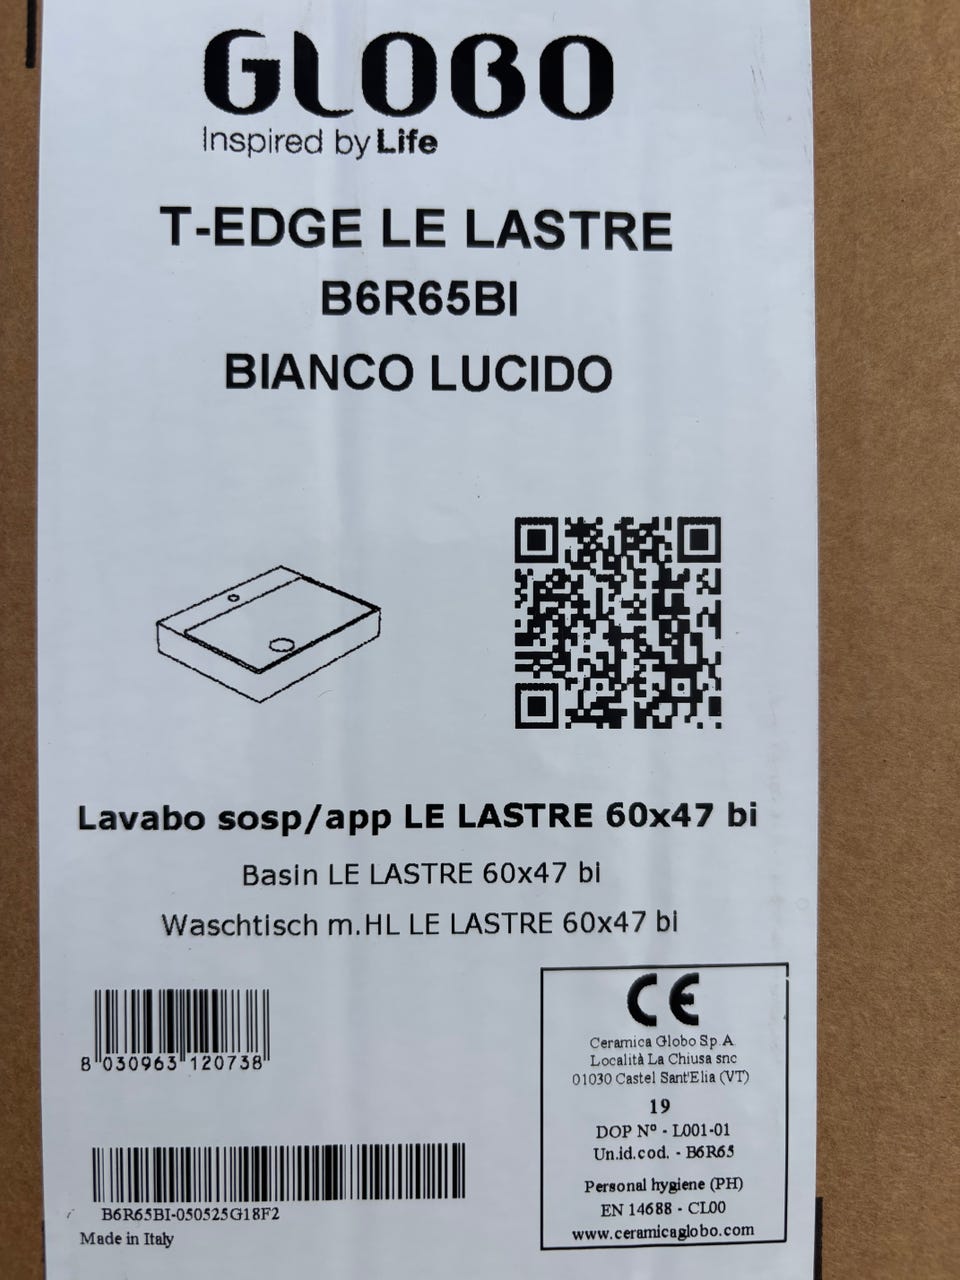 GLOBO
Inspired by Life
T-EDGE LE LASTRE
B6R65BI
BIANCO LUCIDO
Lavabo sosp/app LE LASTRE 60x47 bi
Basin LE LASTRE 60x47 bi
Waschtisch m.HL LE LASTRE 60x47 bi
8 030963 120738
B6R65BI-050525G18F2
Made in Italy
CE
Ceramica Globo Sp.A
Località La Chiusa snc
01030 Castel Sant'Elia (VT)
19
DOP Nº - L001-01
Un.id.cod. - B6R65
Personal hygiene (PH)
EN 14688 - CL00
www.ceramicaglobo.com